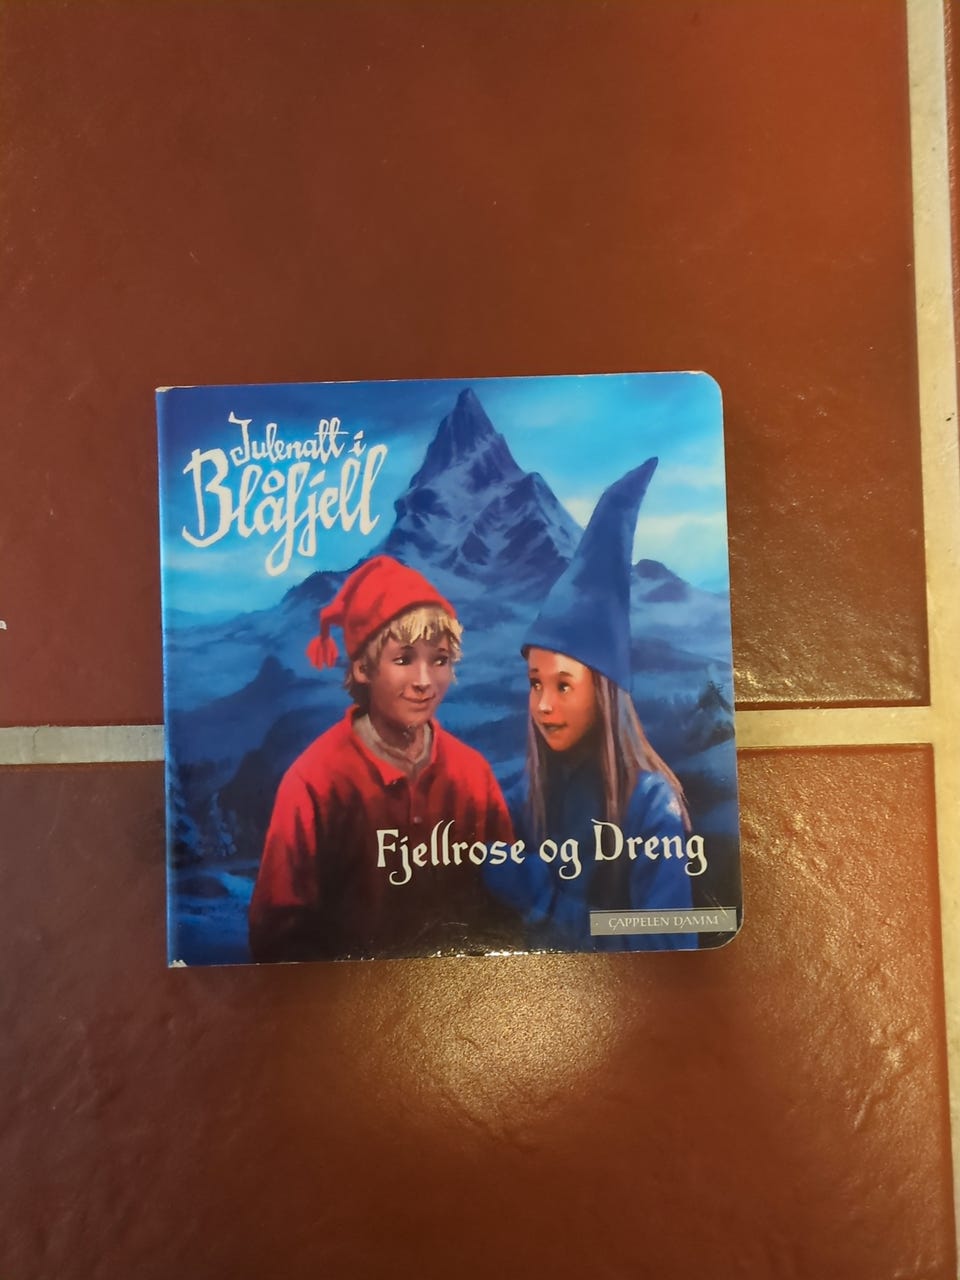 Julenatt i
Blåfjell
Fjellrose og Dreng
CAPPELEN DAMM